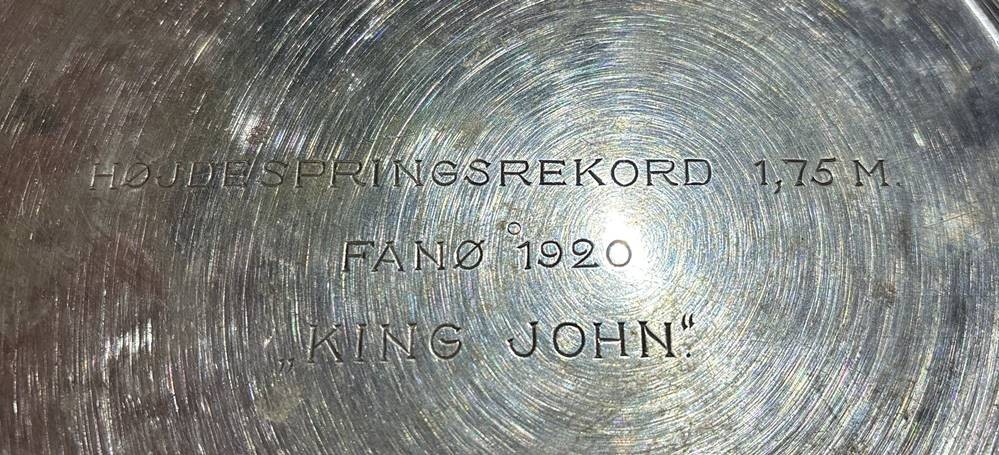 HØJDESPRINGSREKORD 1,75 M.
FANØ 1920
„KING JOHN.“